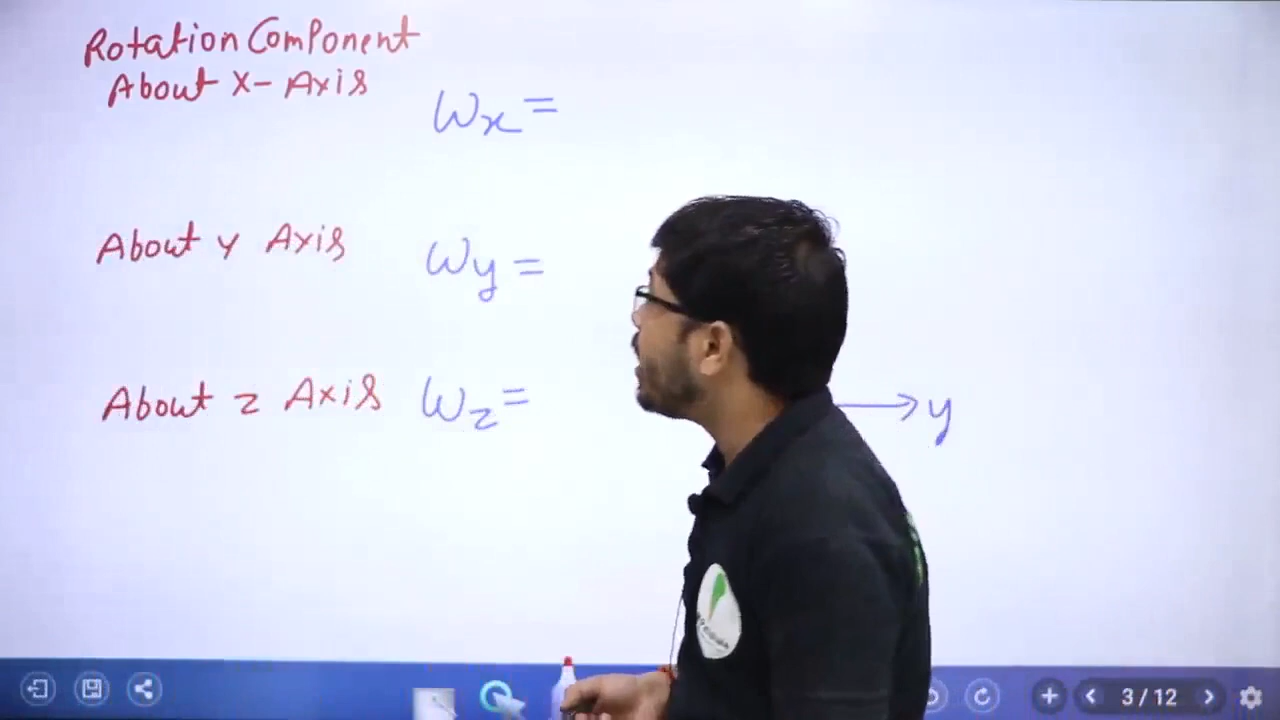 Rotation Component
About X-Axis
ωx =
About y Axis
ωy =
About z Axis
ωz =
y
3 / 12